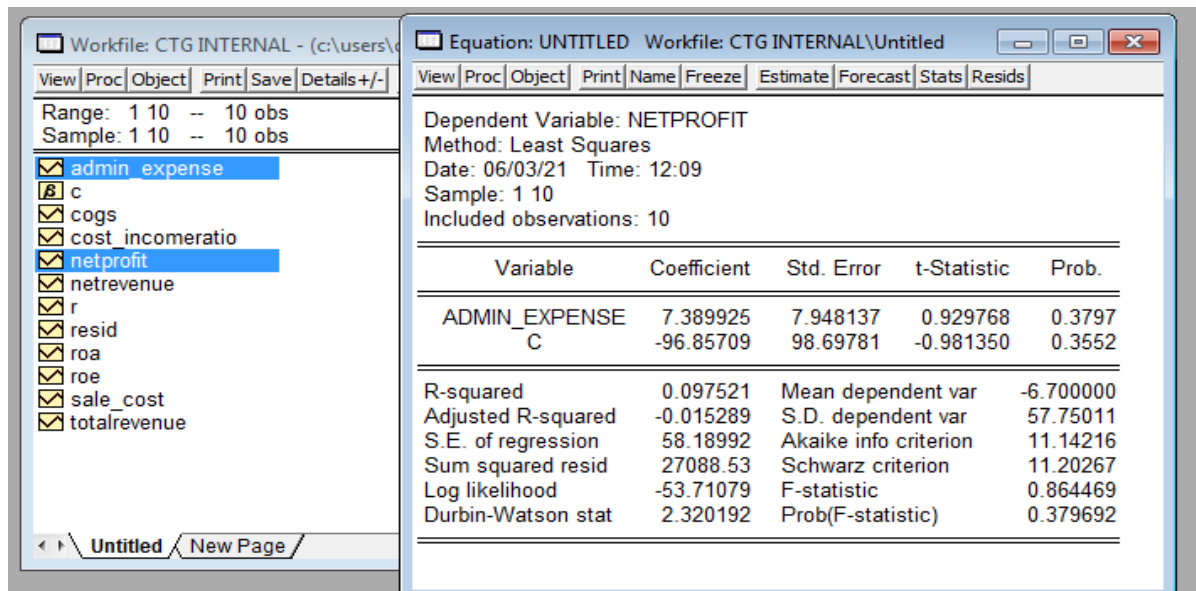 Workfile: CTG INTERNAL - (c:\users\
View Proc Object Print Save Details+/-
Range: 1 10 -- 10 obs
Sample: 1 10 -- 10 obs
admin_expense
β c
cogs
cost_incomeratio
netprofit
netrevenue
r
resid
roa
roe
sale_cost
totalrevenue
Untitled New Page
Equation: UNTITLED Workfile: CTG INTERNAL\Untitled
View Proc Object Print Name Freeze Estimate Forecast Stats Resids
Dependent Variable: NETPROFIT
Method: Least Squares
Date: 06/03/21 Time: 12:09
Sample: 1 10
Included observations: 10
Variable Coefficient Std. Error t-Statistic Prob.
ADMIN_EXPENSE 7.389925 7.948137 0.929768 0.3797
C -96.85709 98.69781 -0.981350 0.3552
R-squared 0.097521 Mean dependent var -6.700000
Adjusted R-squared -0.015289 S.D. dependent var 57.75011
S.E. of regression 58.18992 Akaike info criterion 11.14216
Sum squared resid 27088.53 Schwarz criterion 11.20267
Log likelihood -53.71079 F-statistic 0.864469
Durbin-Watson stat 2.320192 Prob(F-statistic) 0.379692